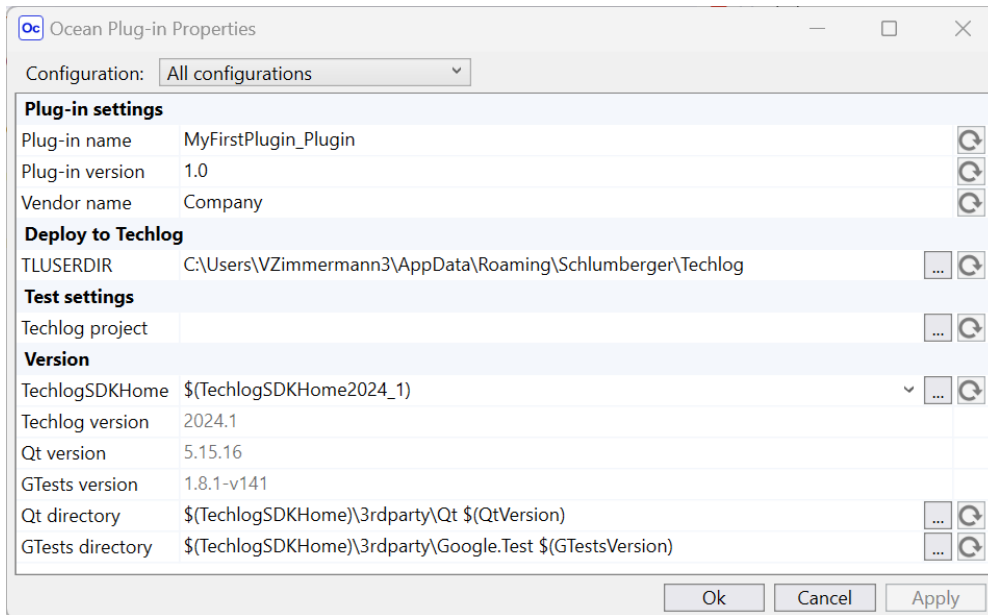 Oc Ocean Plug-in Properties
Configuration: All configurations
Plug-in settings
Plug-in name MyFirstPlugin_Plugin
Plug-in version 1.0
Vendor name Company
Deploy to Techlog
TLUSERDIR C:\Users\VZimmermann3\AppData\Roaming\Schlumberger\Techlog ...
Test settings
Techlog project ...
Version
TechlogSDKHome $(TechlogSDKHome2024_1) ...
Techlog version 2024.1
Qt version 5.15.16
GTests version 1.8.1-v141
Qt directory $(TechlogSDKHome)\3rdparty\Qt $(QtVersion) ...
GTests directory $(TechlogSDKHome)\3rdparty\Google.Test $(GTestsVersion) ...
Ok Cancel Apply